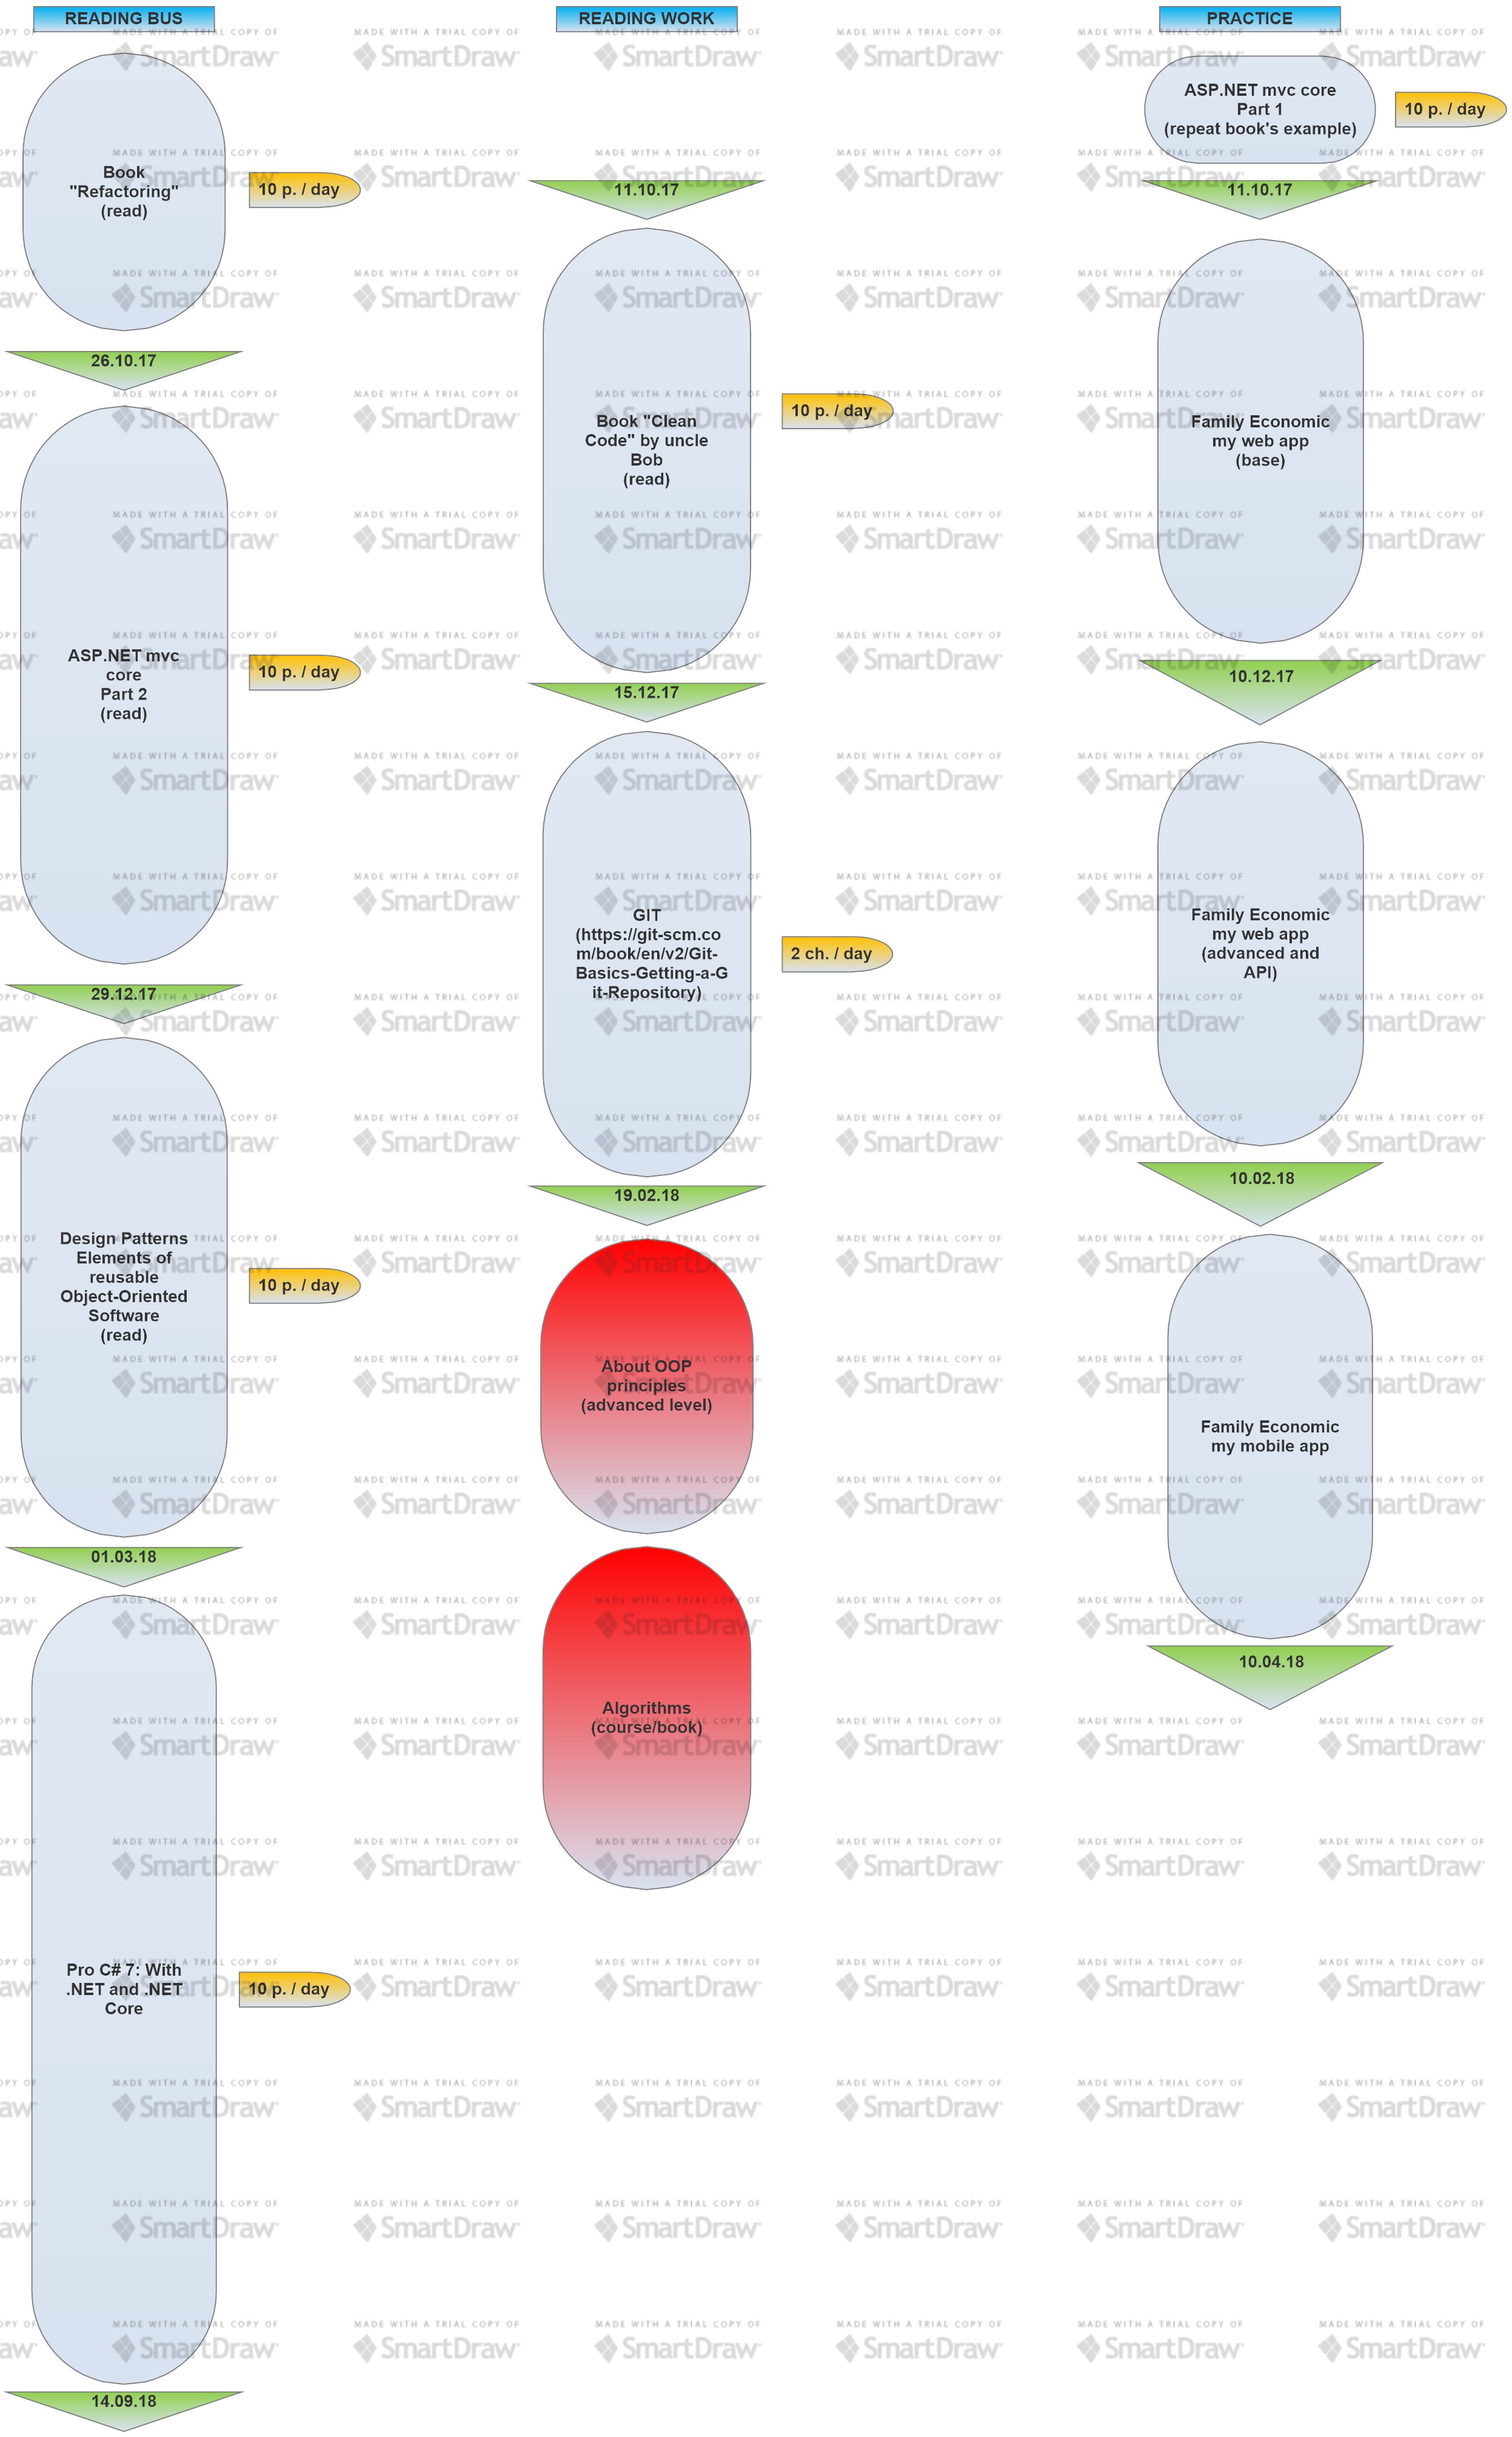 READING BUS
Book
"Refactoring"
(read)
10 p. / day
26.10.17
ASP.NET mvc
core
Part 2
(read)
10 p. / day
29.12.17
Design Patterns
Elements of
reusable
Object-Oriented
Software
(read)
10 p. / day
01.03.18
Pro C# 7: With
.NET and .NET
Core
10 p. / day
14.09.18
READING WORK
11.10.17
Book "Clean
Code" by uncle
Bob
(read)
10 p. / day
15.12.17
GIT
(https://git-scm.co
m/book/en/v2/Git-
Basics-Getting-a-G
it-Repository)
2 ch. / day
19.02.18
About OOP
principles
(advanced level)
Algorithms
(course/book)
PRACTICE
ASP.NET mvc core
Part 1
(repeat book's example)
10 p. / day
11.10.17
Family Economic
my web app
(base)
10.12.17
Family Economic
my web app
(advanced and
API)
10.02.18
Family Economic
my mobile app
10.04.18
MADE WITH A TRIAL COPY OF
SmartDraw